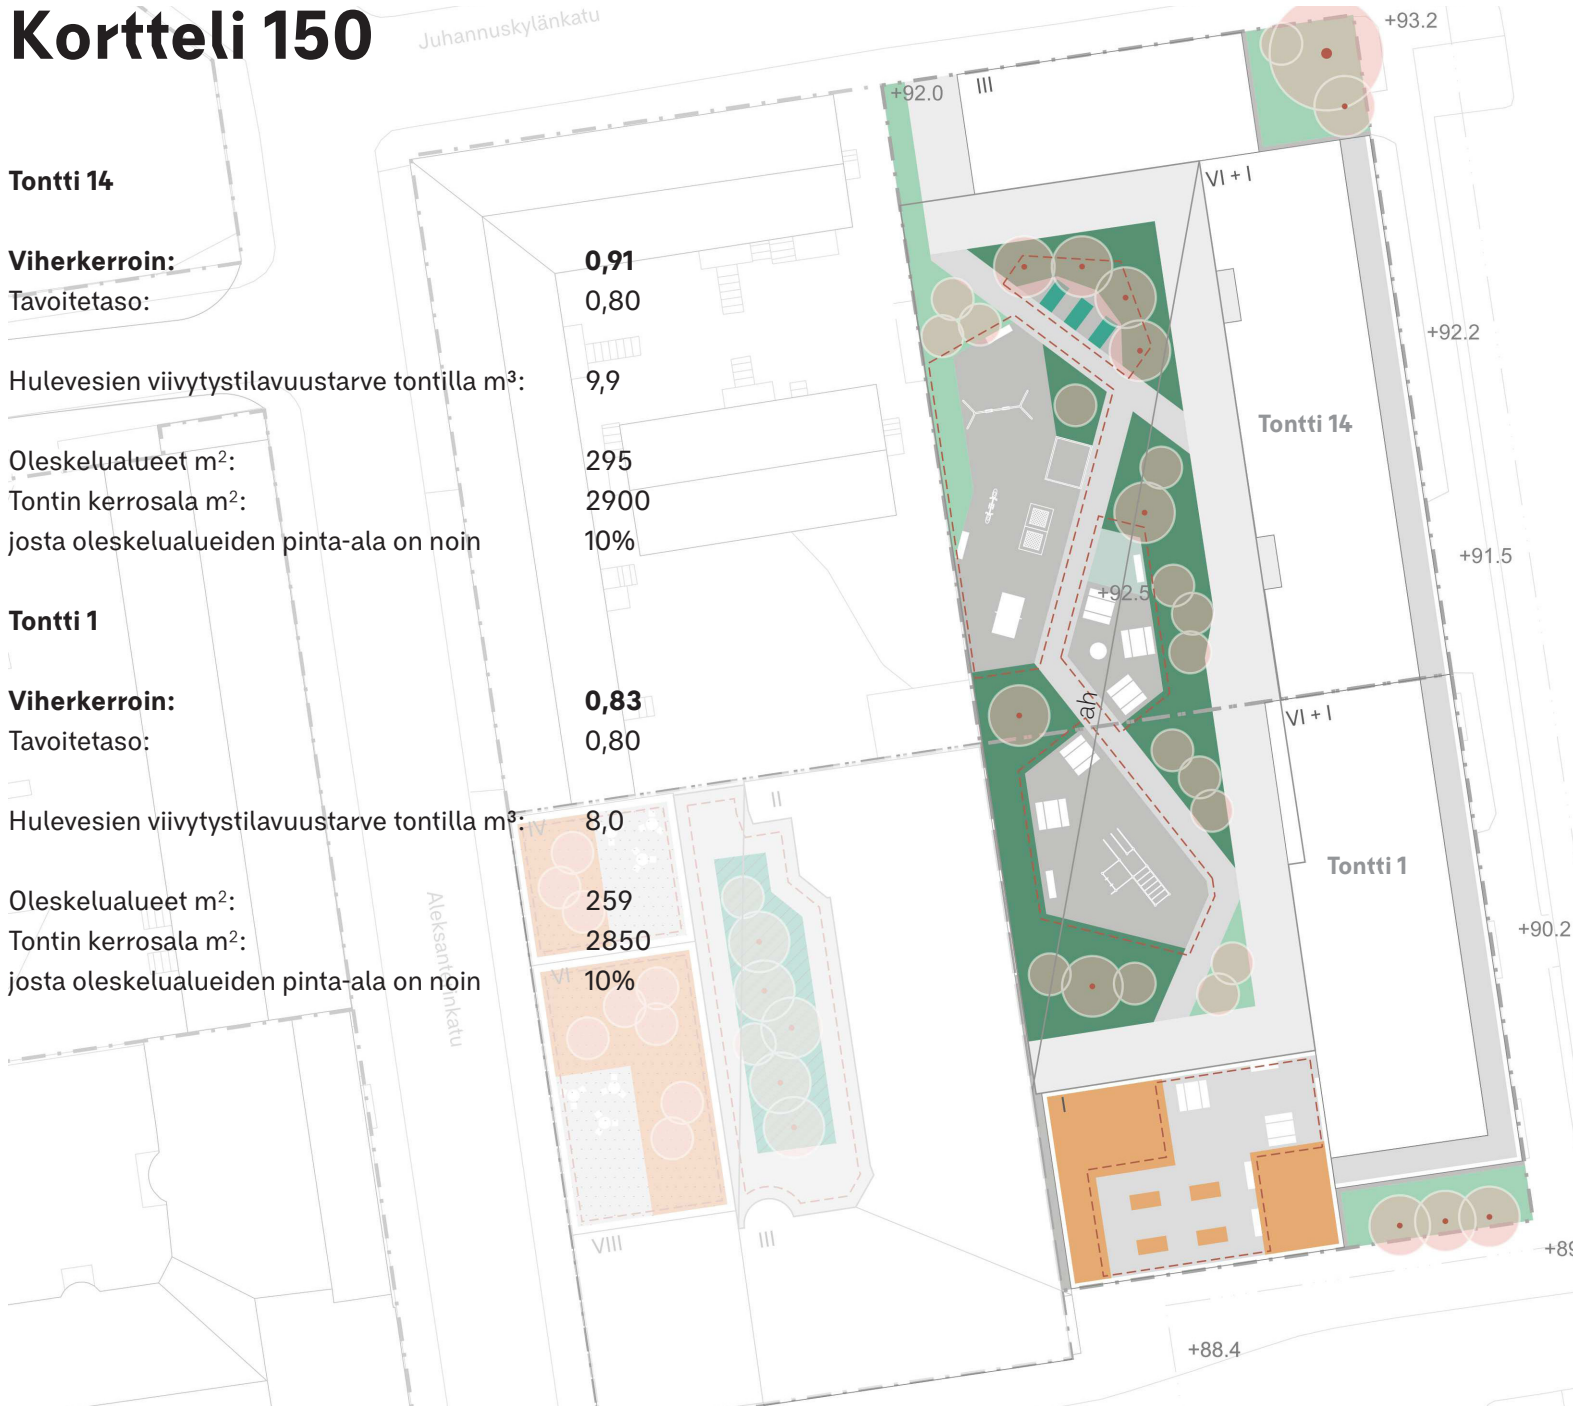 Kortteli 150
Juhannuskylänkatu
+93.2
+92.0
III
Tontti 14
VI + I
Viherkerroin: 0,91
Tavoitetaso: 0,80
+92.2
Hulevesien viivytystilavuustarve tontilla m³: 9,9
Tontti 14
Oleskelualueet m²: 295
Tontin kerrosala m²: 2900
josta oleskelualueiden pinta-ala on noin 10%
+91.5
+92.5
Tontti 1
ah
Viherkerroin: 0,83
VI + I
Tavoitetaso: 0,80
II
Hulevesien viivytystilavuustarve tontilla m³: 8,0
IV
Tontti 1
Oleskelualueet m²: 259
Tontin kerrosala m²: 2850
+90.2
josta oleskelualueiden pinta-ala on noin 10%
VI
I
VIII
III
+89
+88.4